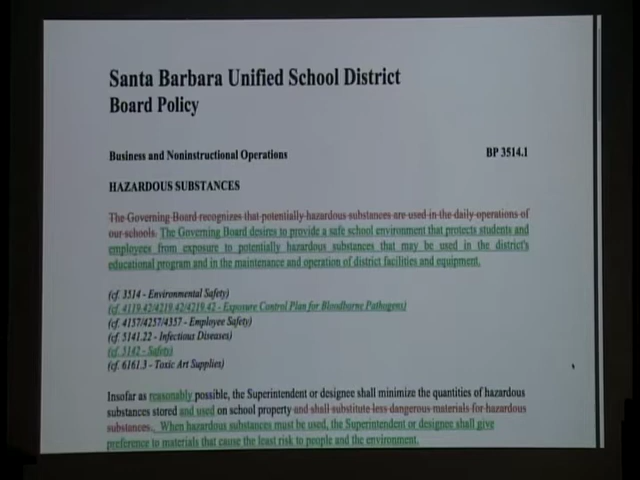 Santa Barbara Unified School District
Board Policy
Business and Noninstructional Operations BP 3514.1
HAZARDOUS SUBSTANCES
The Governing Board recognizes that potentially hazardous substances are used in the daily operations of
our schools. The Governing Board desires to provide a safe school environment that protects students and
employees from exposure to potentially hazardous substances that may be used in the district's
educational program and in the maintenance and operation of district facilities and equipment.
(cf. 3514 - Environmental Safety)
(cf. 4119.42/4219.42/4319.42 - Exposure Control Plan for Bloodborne Pathogens)
(cf. 4157/4257/4357 - Employee Safety)
(cf. 5141.22 - Infectious Diseases)
(cf. 5142 - Safety)
(cf. 6161.3 - Toxic Art Supplies)
Insofar as reasonably possible, the Superintendent or designee shall minimize the quantities of hazardous
substances stored and used on school property and shall substitute less dangerous materials for hazardous
substances. When hazardous substances must be used, the Superintendent or designee shall give
preference to materials that cause the least risk to people and the environment.